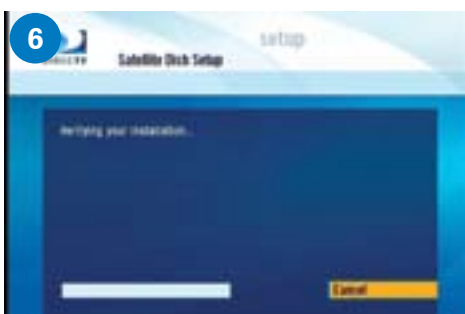 6
setup
Satellite Dish Setup
Verifying your installation...
Cancel